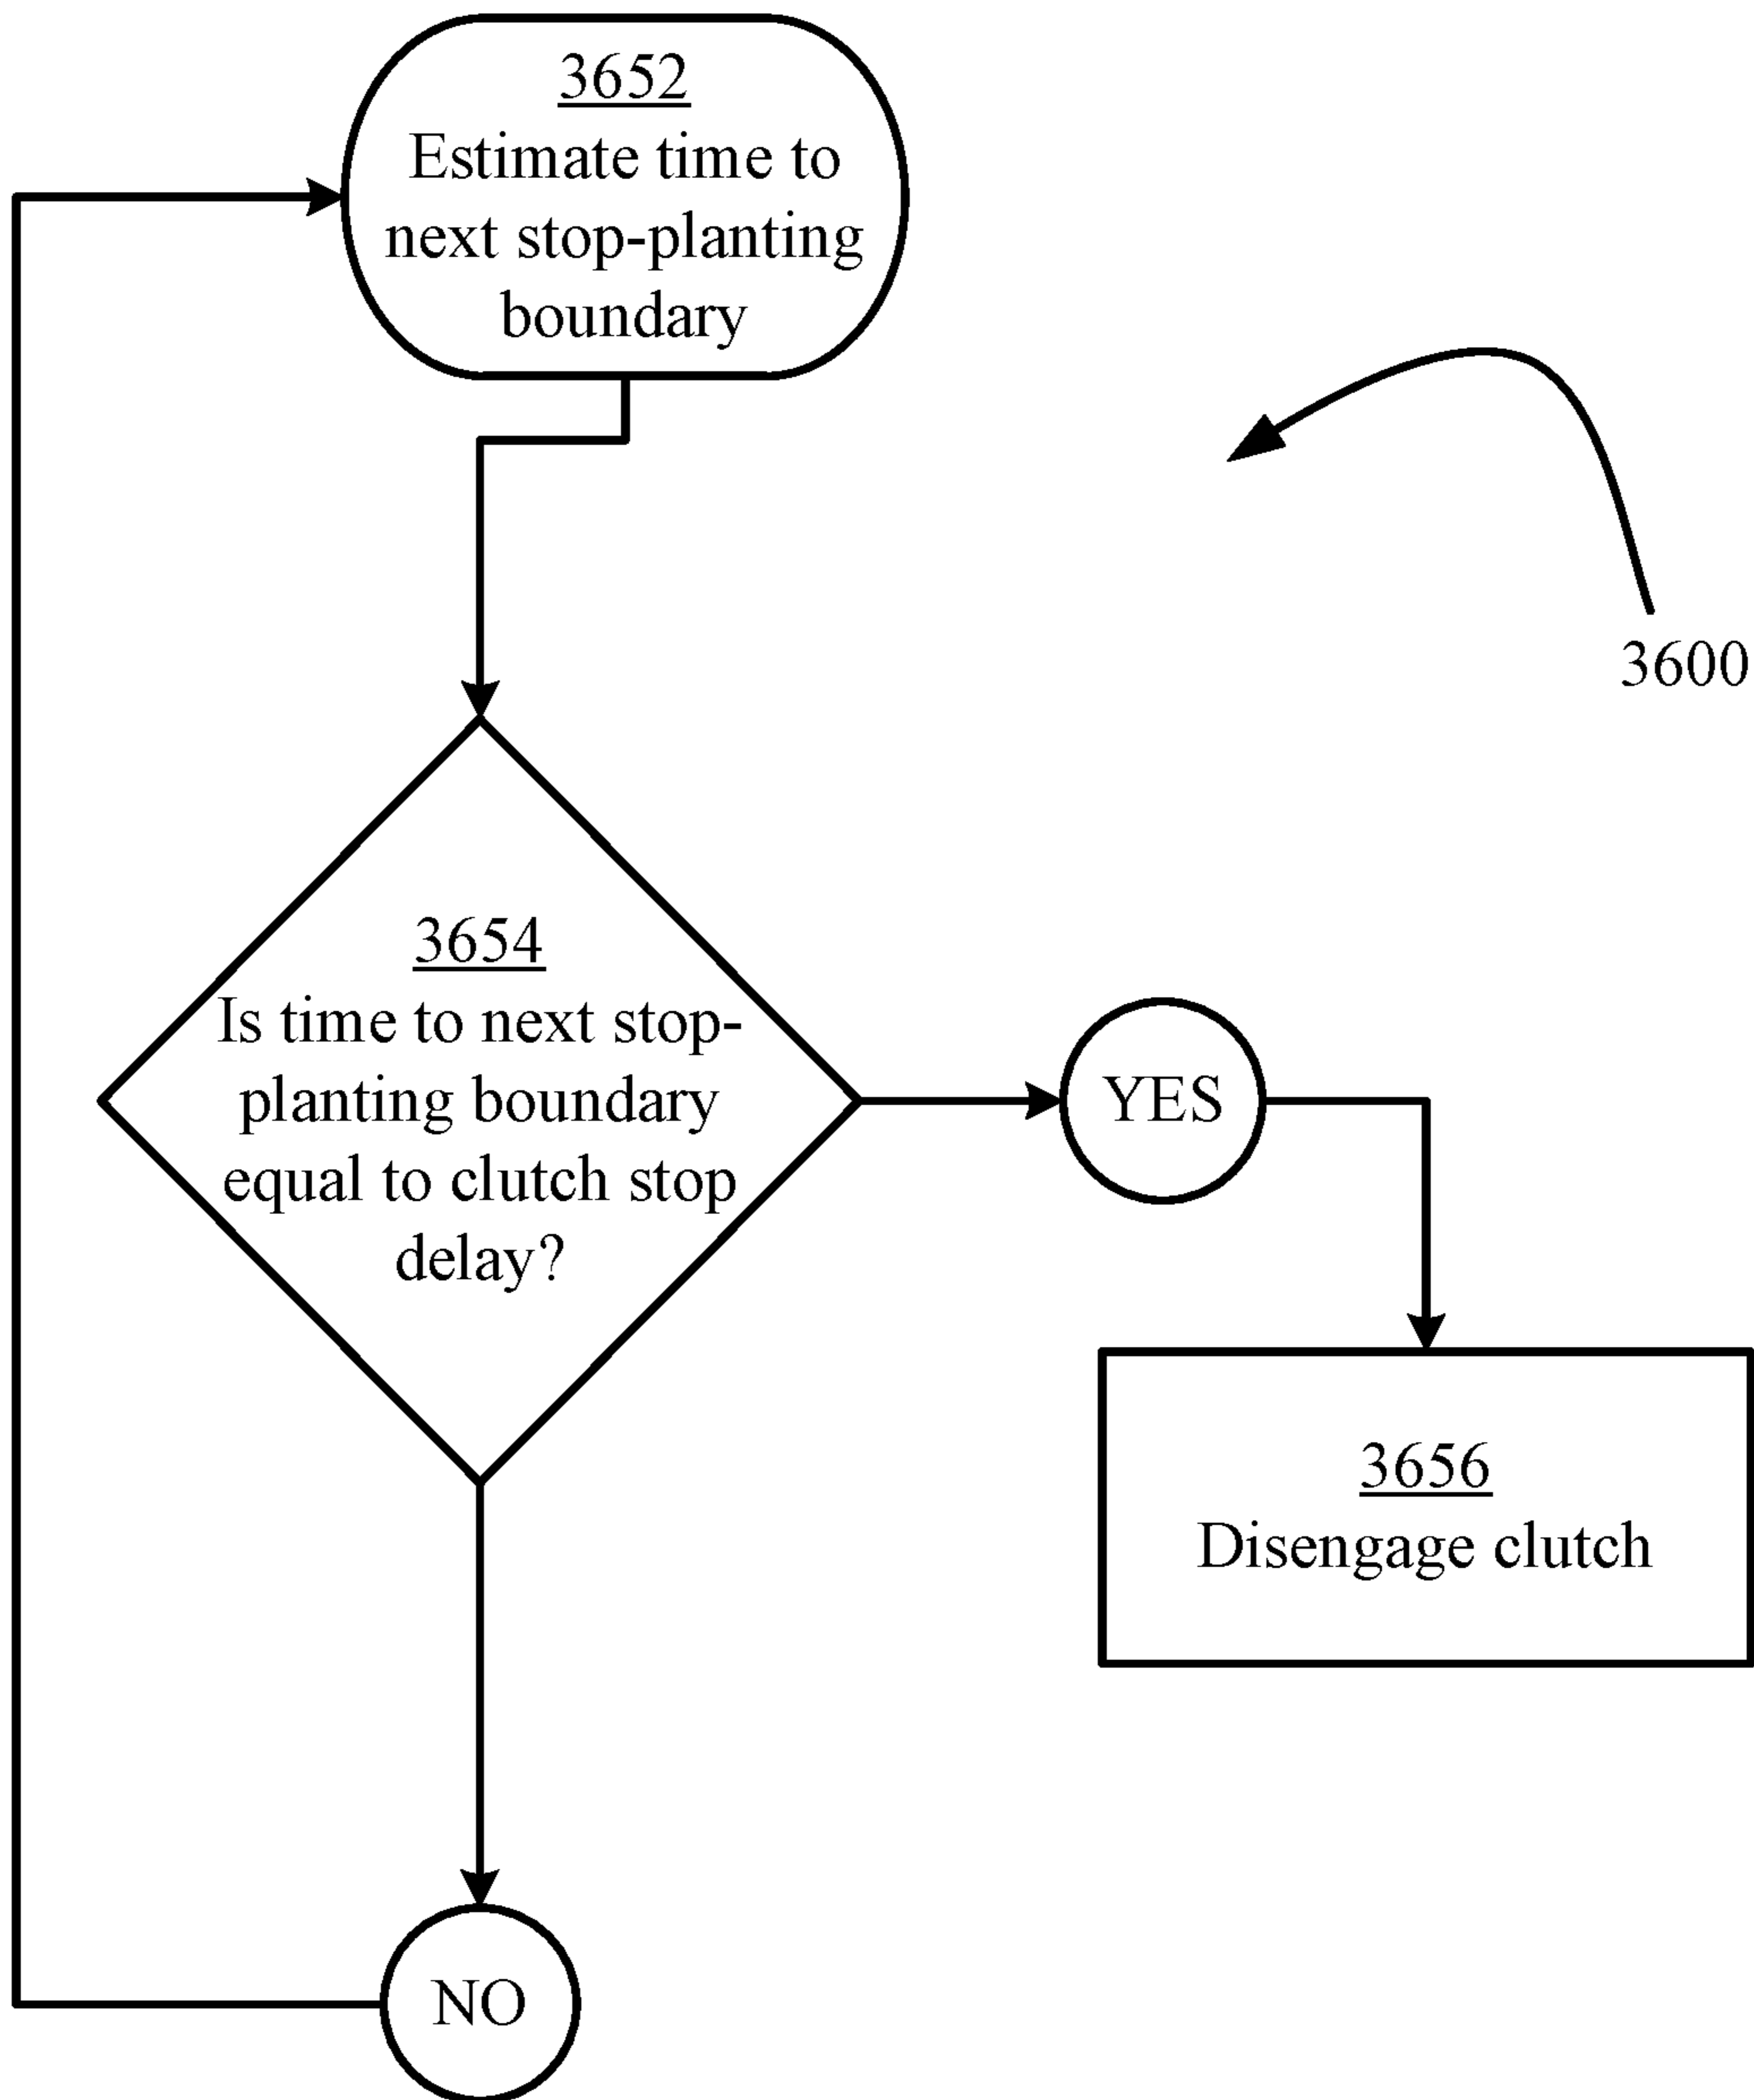 3652
Estimate time to
next stop-planting
boundary
3600
3654
Is time to next stop-
planting boundary
equal to clutch stop
delay?
YES
3656
Disengage clutch
NO